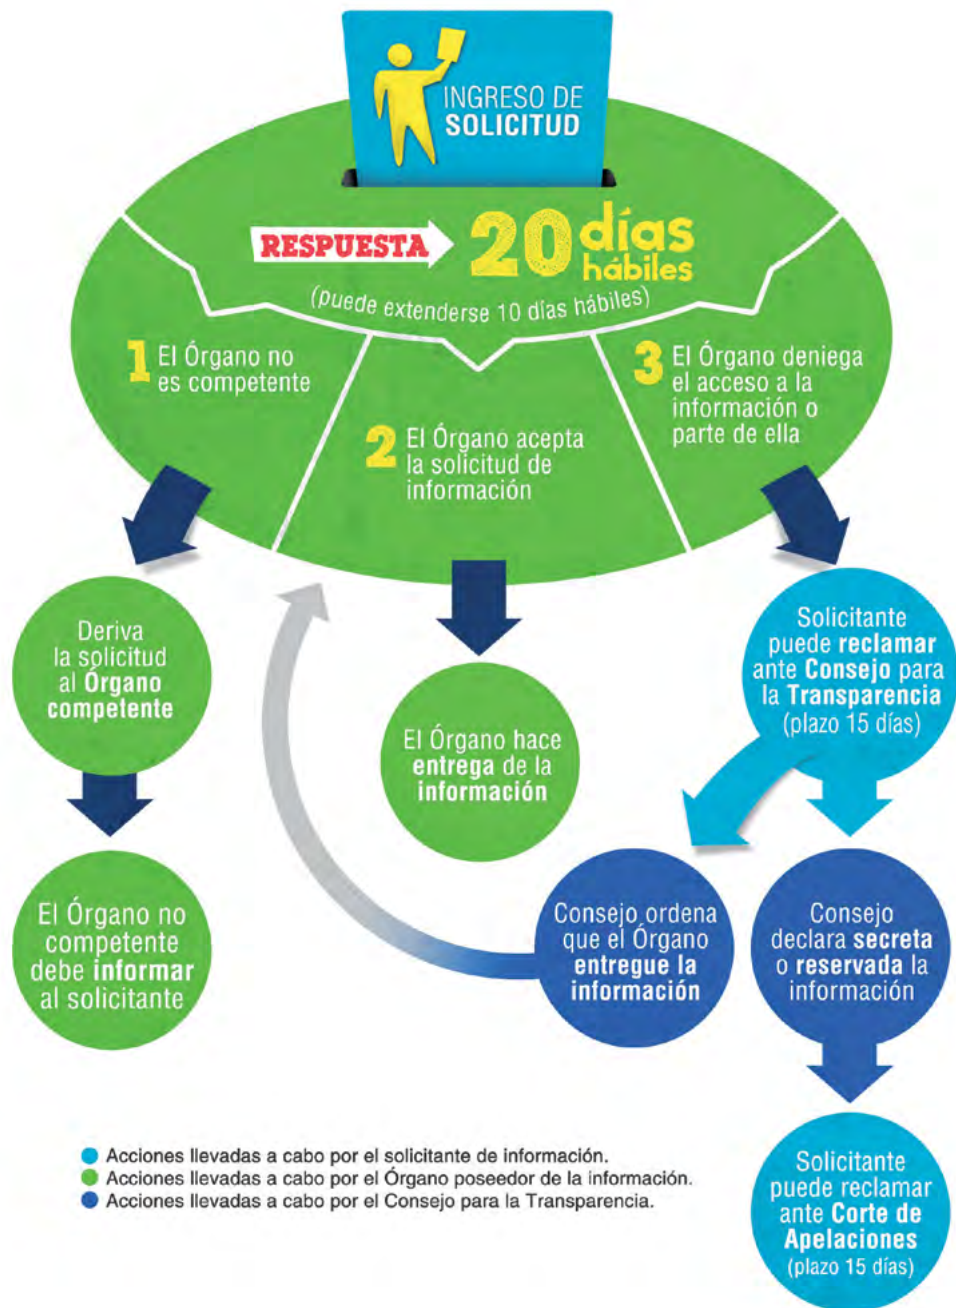 INGRESO DE
SOLICITUD
RESPUESTA
20 días
hábiles
(puede extenderse 10 días hábiles)
1 El Órgano no
es competente
2 El Órgano acepta
la solicitud de
información
3 El Órgano deniega
el acceso a la
información o
parte de ella
Deriva
la solicitud
al Órgano
competente
El Órgano no
competente
debe informar
al solicitante
El Órgano hace
entrega de la
información
Solicitante
puede reclamar
ante Consejo para
la Transparencia
(plazo 15 días)
Consejo ordena
que el Órgano
entregue la
información
Consejo
declara secreta
o reservada la
información
Solicitante
puede reclamar
ante Corte de
Apelaciones
(plazo 15 días)
Acciones llevadas a cabo por el solicitante de información.
Acciones llevadas a cabo por el Órgano poseedor de la información.
Acciones llevadas a cabo por el Consejo para la Transparencia.